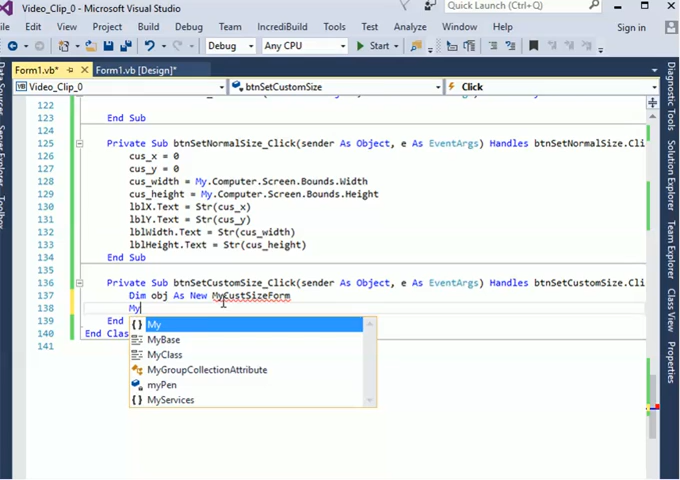 Video_Clip_0 - Microsoft Visual Studio
Quick Launch (Ctrl+Q)
Edit View Project Build Debug Team IncrediBuild Tools Test Analyze Window Help
Sign in
Debug Any CPU Start
Form1.vb* Form1.vb [Design]*
Video_Clip_0 btnSetCustomSize Click
122
123 End Sub
124
125 Private Sub btnSetNormalSize_Click(sender As Object, e As EventArgs) Handles btnSetNormalSize.Cli
126 cus_x = 0
127 cus_y = 0
128 cus_width = My.Computer.Screen.Bounds.Width
129 cus_height = My.Computer.Screen.Bounds.Height
130 lblX.Text = Str(cus_x)
131 lblY.Text = Str(cus_y)
132 lblWidth.Text = Str(cus_width)
133 lblHeight.Text = Str(cus_height)
134 End Sub
135
136 Private Sub btnSetCustomSize_Click(sender As Object, e As EventArgs) Handles btnSetCustomSize.Cli
137 Dim obj As New MyCustSizeForm
138 My
139 End
140 End Clas
141
My
MyBase
MyClass
MyGroupCollectionAttribute
myPen
MyServices
Data Sources
Server Explorer
Toolbox
Diagnostic Tools
Solution Explorer
Team Explorer
Class View
Properties